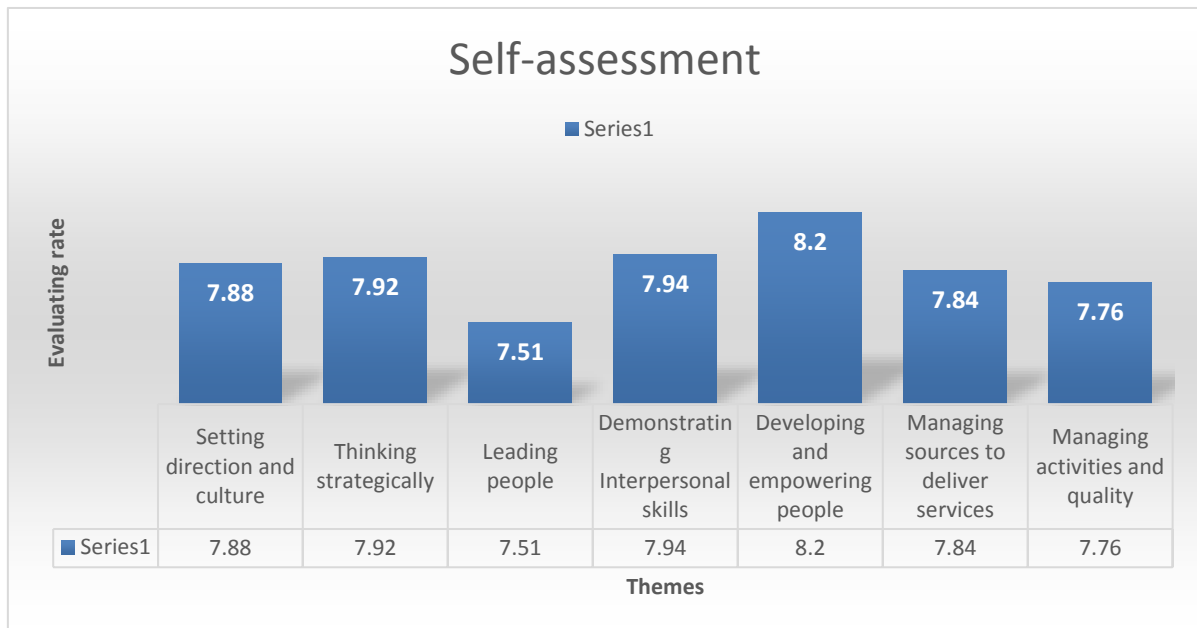 Self-assessment
Series1
Evaluating rate
7.88
7.92
7.51
7.94
8.2
7.84
7.76
Setting
direction and
culture
Thinking
strategically
Leading
people
Demonstratin
g
Interpersonal
skills
Developing
and
empowering
people
Managing
sources to
deliver
services
Managing
activities and
quality
Series1 7.88 7.92 7.51 7.94 8.2 7.84 7.76
Themes